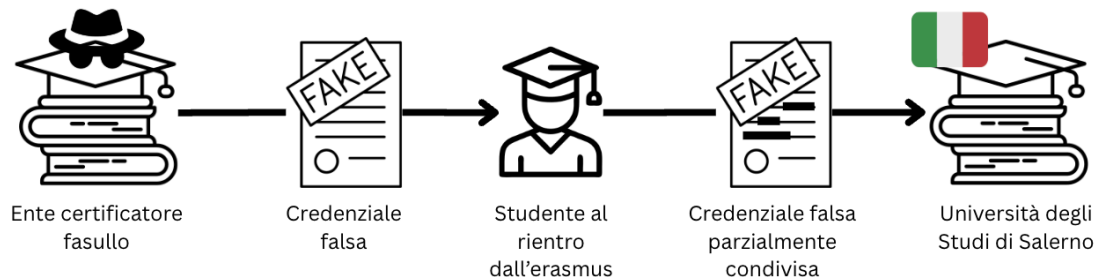 FAKE
FAKE
Ente certificatore
fasullo
Credenziale
falsa
Studente al
rientro
dall'erasmus
Credenziale falsa
parzialmente
condivisa
Università degli
Studi di Salerno